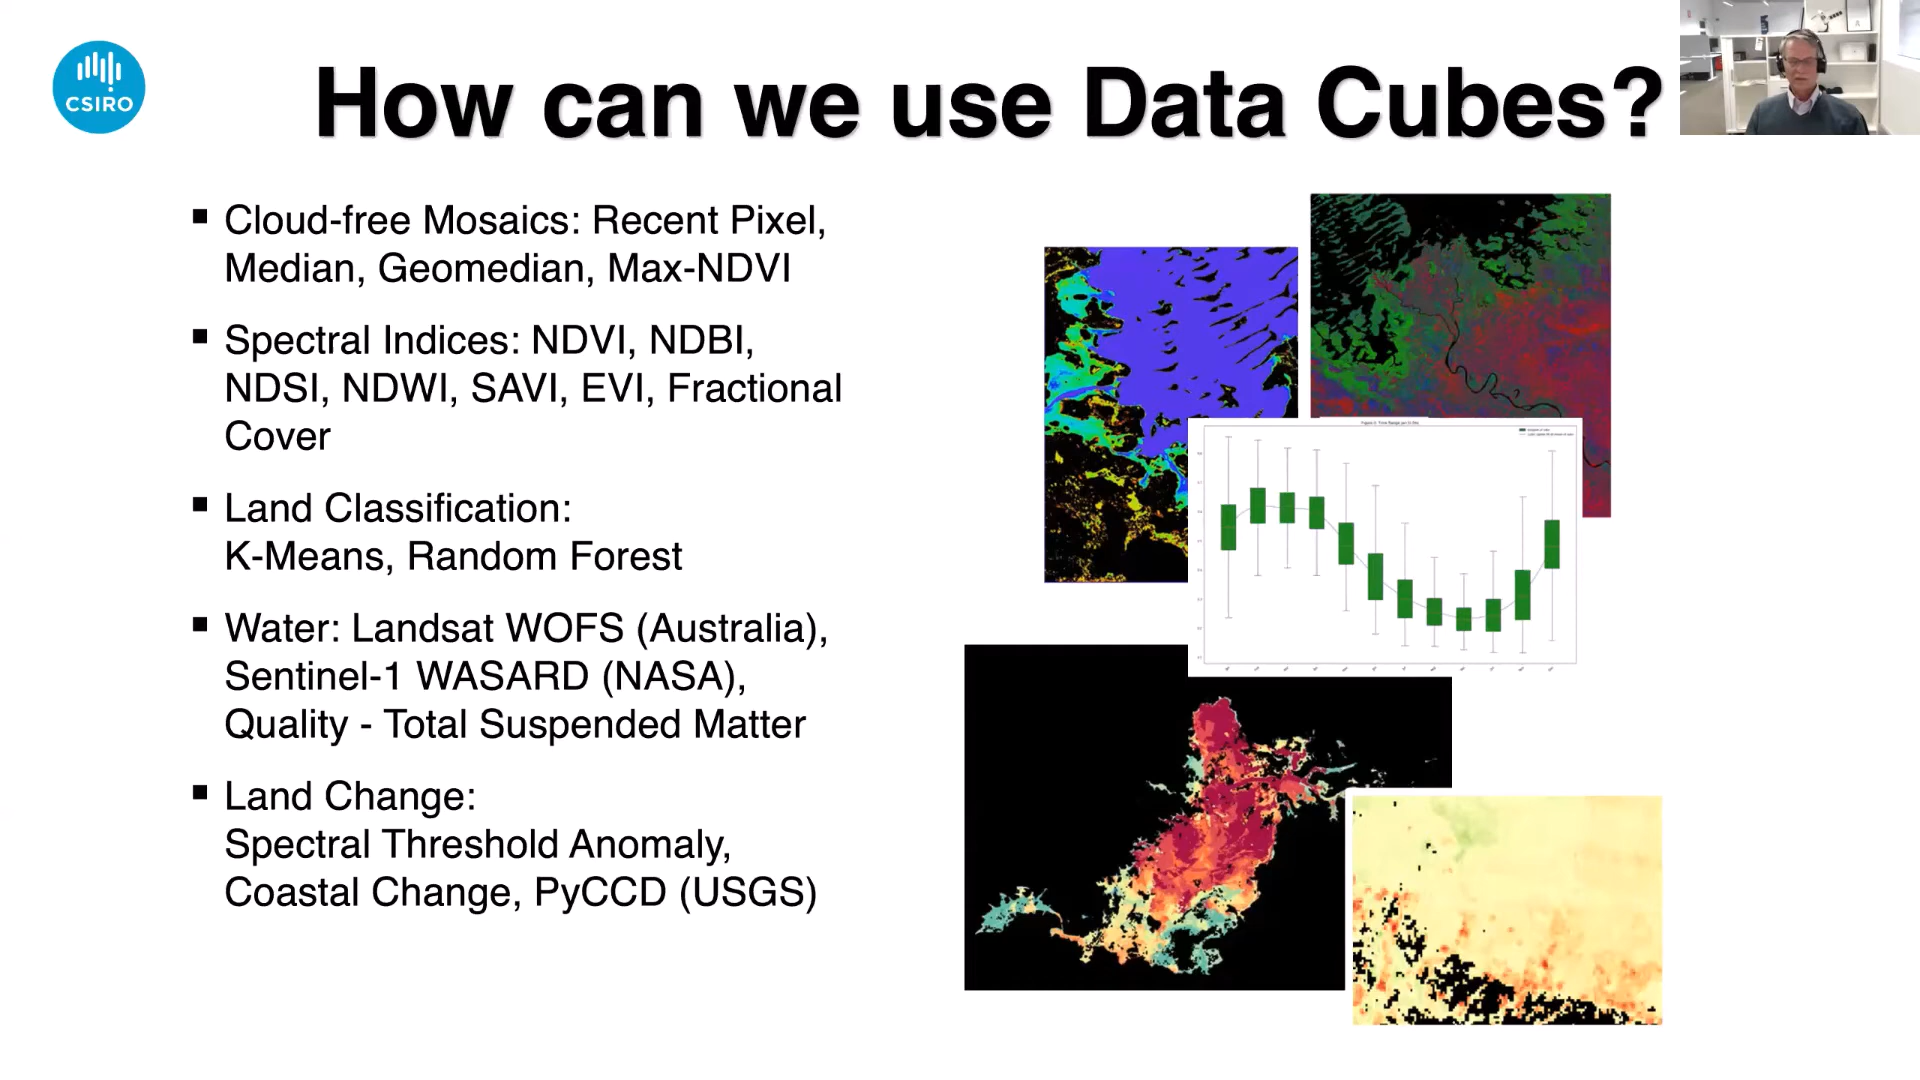 CSIRO
How can we use Data Cubes?
Cloud-free Mosaics: Recent Pixel,
Median, Geomedian, Max-NDVI
Spectral Indices: NDVI, NDBI,
NDSI, NDWI, SAVI, EVI, Fractional
Cover
Land Classification:
K-Means, Random Forest
Water: Landsat WOFS (Australia),
Sentinel-1 WASARD (NASA),
Quality - Total Suspended Matter
Land Change:
Spectral Threshold Anomaly,
Coastal Change, PyCCD (USGS)